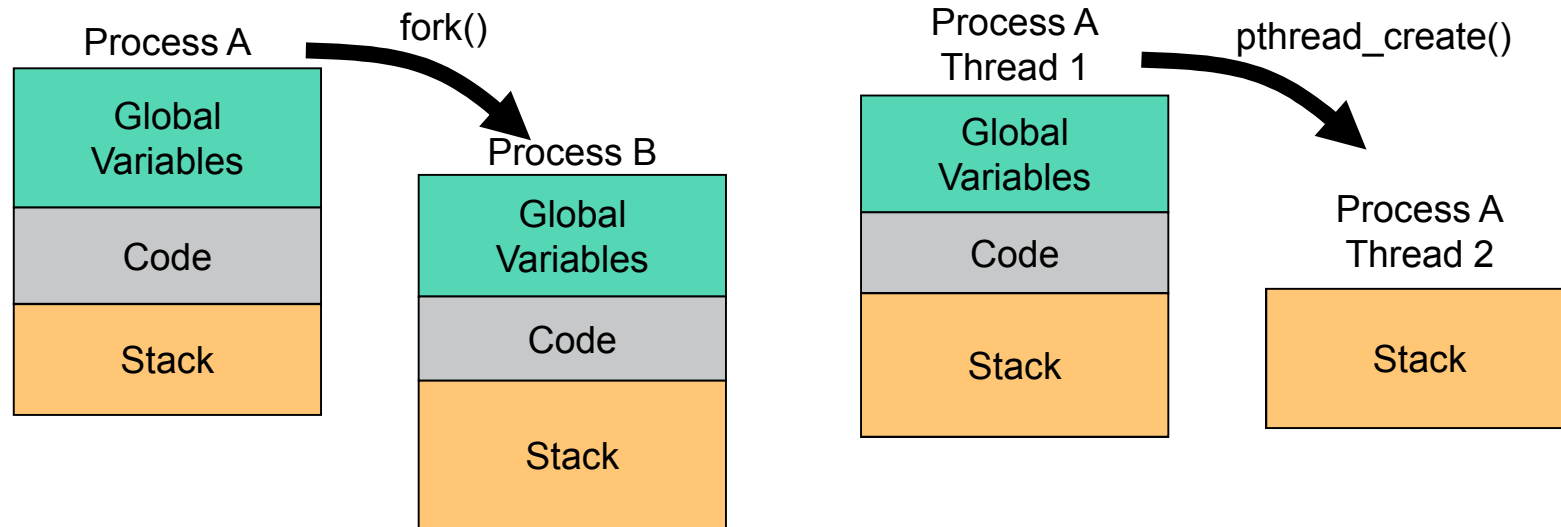 Process A
fork()
Global
Variables
Code
Stack
Process B
Global
Variables
Code
Stack
Process A
Thread 1
pthread_create()
Global
Variables
Code
Stack
Process A
Thread 2
Stack